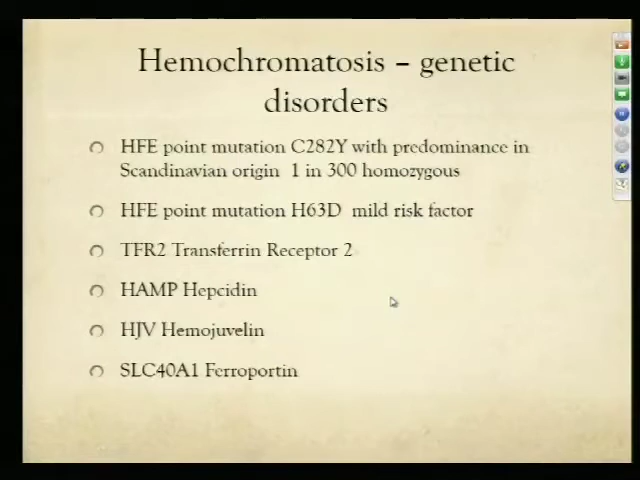 Hemochromatosis – genetic
disorders
HFE point mutation C282Y with predominance in
Scandinavian origin 1 in 300 homozygous
HFE point mutation H63D mild risk factor
TFR2 Transferrin Receptor 2
HAMP Hepcidin
HJV Hemojuvelin
SLC40A1 Ferroportin